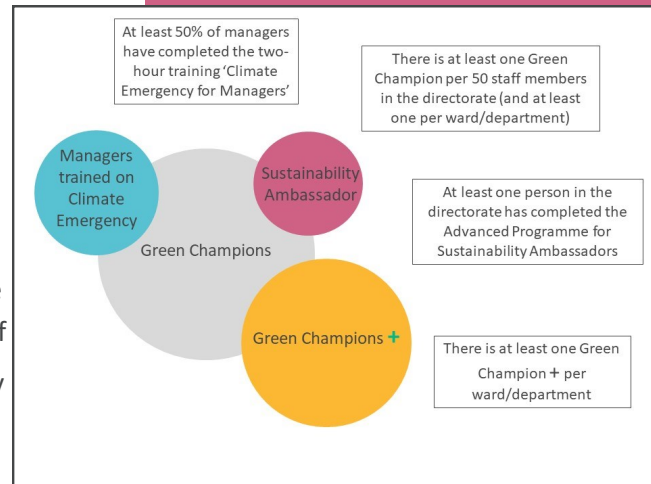 At least 50% of managers
have completed the two-
hour training ‘Climate
Emergency for Managers’
There is at least one Green
Champion per 50 staff members
in the directorate (and at least
one per ward/department)
Managers
trained on
Climate
Emergency
Sustainability
Ambassador
Green Champions
At least one person in the
directorate has completed the
Advanced Programme for
Sustainability Ambassadors
Green Champions +
There is at least one Green
Champion + per
ward/department